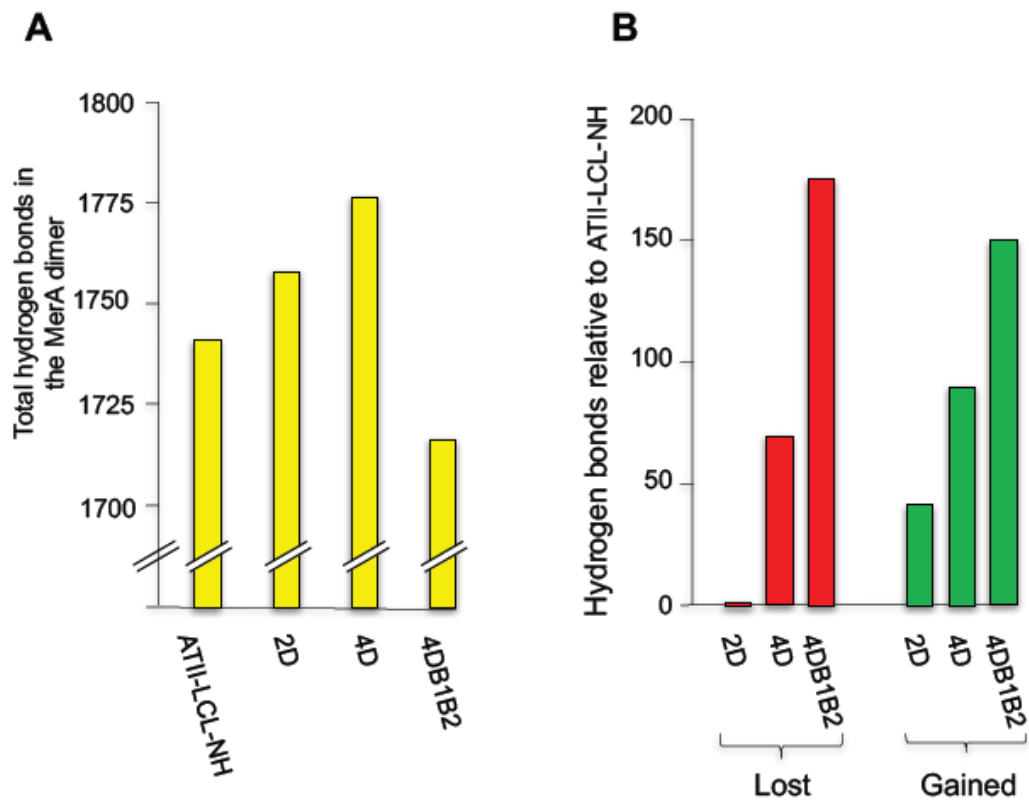 A
Total hydrogen bonds in
the MerA dimer
1800
1775
1750
1725
1700
ATII-LCL-NH
2D
4D
4DB1B2
B
Hydrogen bonds relative to ATII-LCL-NH
200
150
100
50
0
2D
4D
4DB1B2
2D
4D
4DB1B2
Lost
Gained